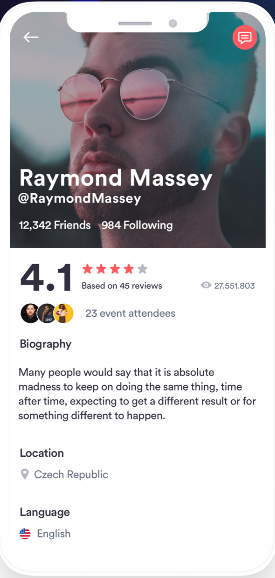 Raymond Massey
@RaymondMassey
12,342 Friends 984 Following
4.1
Based on 45 reviews
27.551.803
23 event attendees
Biography
Many people would say that it is absolute
madness to keep on doing the same thing, time
after time, expecting to get a different result or for
something different to happen.
Location
Czech Republic
Language
English